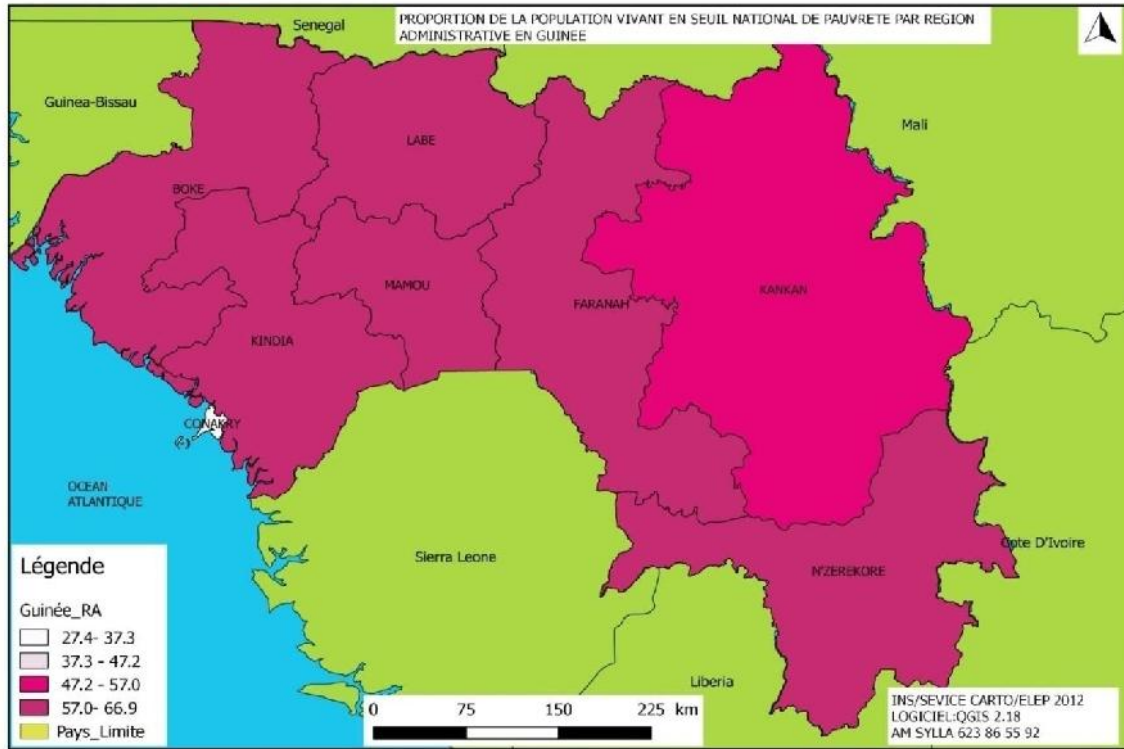 PROPORTION DE LA POPULATION VIVANT EN SEUIL NATIONAL DE PAUVRETE PAR REGION
ADMINISTRATIVE EN GUINEE
Senegal
Guinea-Bissau
Mali
LABE
BOKE
MAMOU
KANKAN
FARANAH
KINDIA
CONAKRY
OCEAN
ATLANTIQUE
Sierra Leone
Cote D'Ivoire
N'ZEREKORE
Liberia
Légende
Guinée_RA
27.4- 37.3
37.3 - 47.2
47.2 - 57.0
57.0- 66.9
Pays_Limite
0 75 150 225 km
INS/SEVICE CARTO/ELEP 2012
LOGICIEL:QGIS 2.18
AM SYLLA 623 86 55 92